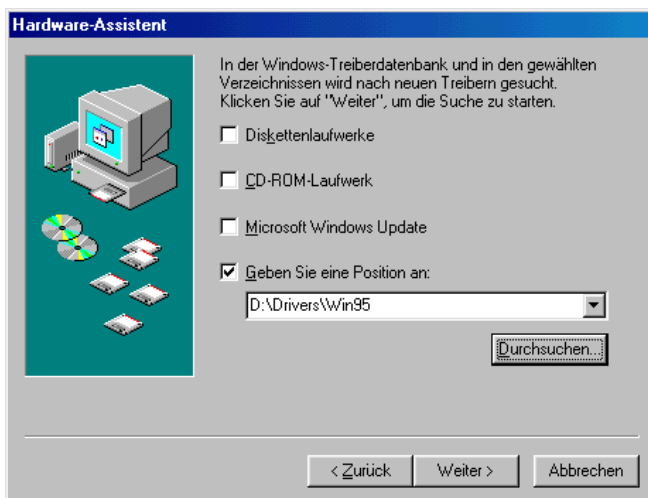 Hardware-Assistent
In der Windows-Treiberdatenbank und in den gewählten
Verzeichnissen wird nach neuen Treibern gesucht.
Klicken Sie auf "Weiter", um die Suche zu starten.
Diskettenlaufwerke
CD-ROM-Laufwerk
Microsoft Windows Update
Geben Sie eine Position an:
D:\Drivers\Win95
Durchsuchen...
< Zurück
Weiter >
Abbrechen